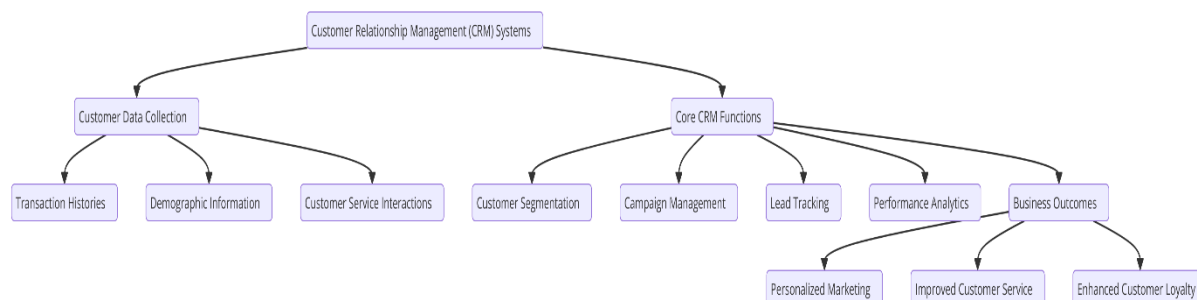 Customer Relationship Management (CRM) Systems
Customer Data Collection
Core CRM Functions
Transaction Histories
Demographic Information
Customer Service Interactions
Customer Segmentation
Campaign Management
Lead Tracking
Performance Analytics
Business Outcomes
Personalized Marketing
Improved Customer Service
Enhanced Customer Loyalty